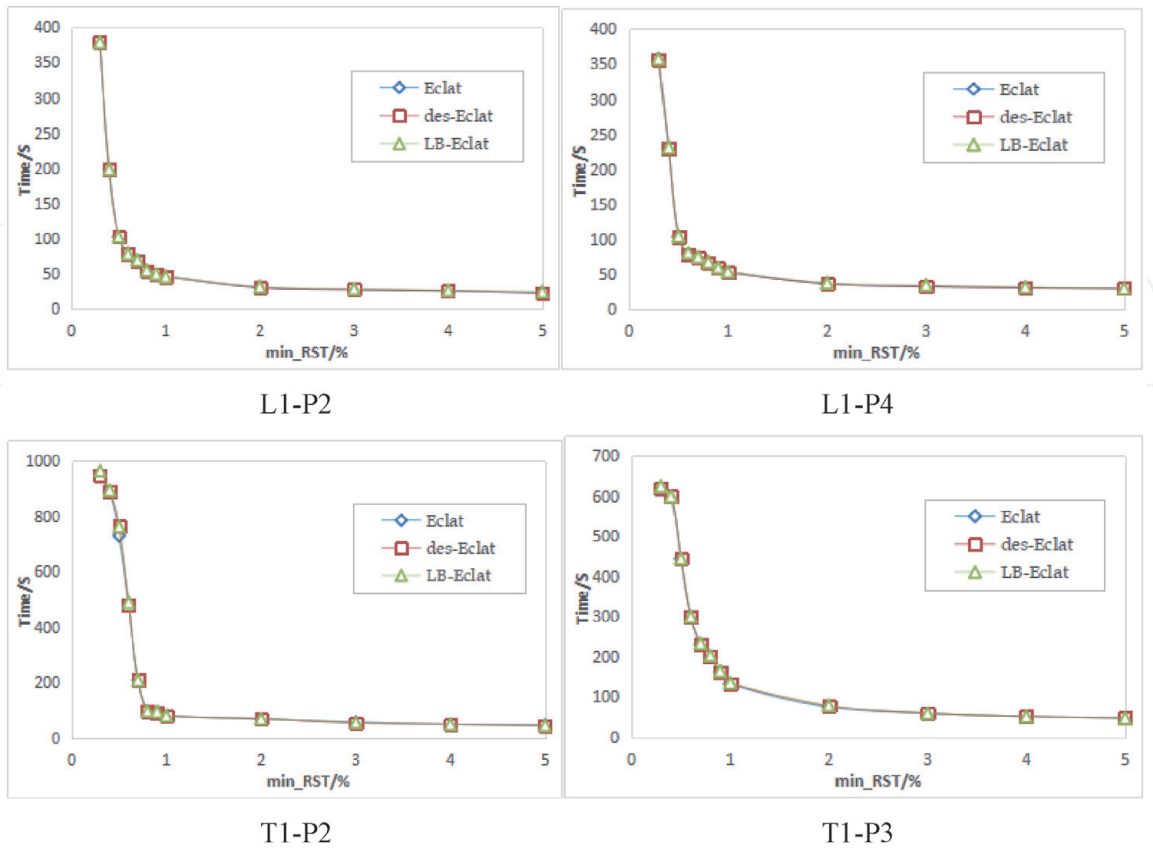 400
350
300
250
200
150
100
50
0
Time/S
Eclat
des-Eclat
LB-Eclat
0 1 2 3 4 5
min_RST/%
L1-P2
400
350
300
250
200
150
100
50
0
Time/S
Eclat
des-Eclat
LB-Eclat
0 1 2 3 4 5
min_RST/%
L1-P4
1000
800
600
400
200
0
Time/S
Eclat
des-Eclat
LB-Eclat
0 1 2 3 4 5
min_RST/%
T1-P2
700
600
500
400
300
200
100
0
Time/S
Eclat
des-Eclat
LB-Eclat
0 1 2 3 4 5
min_RST/%
T1-P3